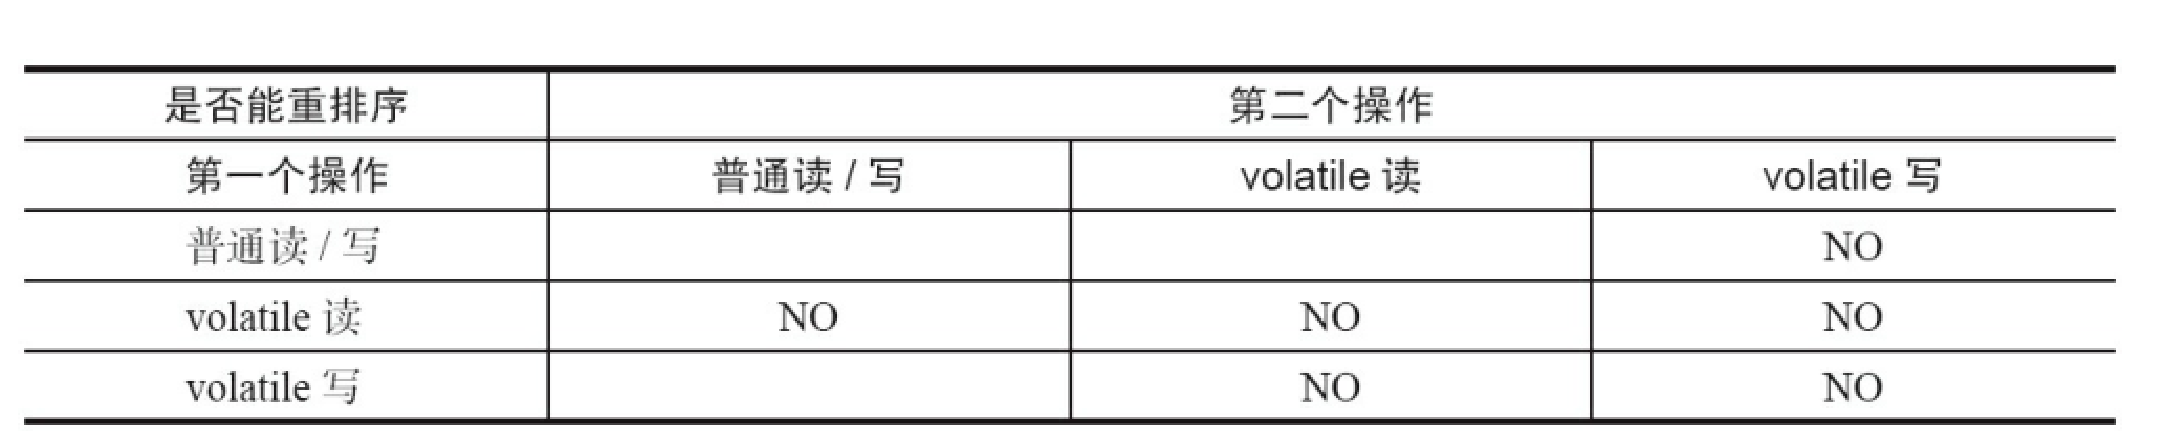 是否能重排序 第二个操作
第一个操作 普通读 / 写 volatile 读 volatile 写
普通读 / 写 NO
volatile 读 NO NO NO
volatile 写 NO NO